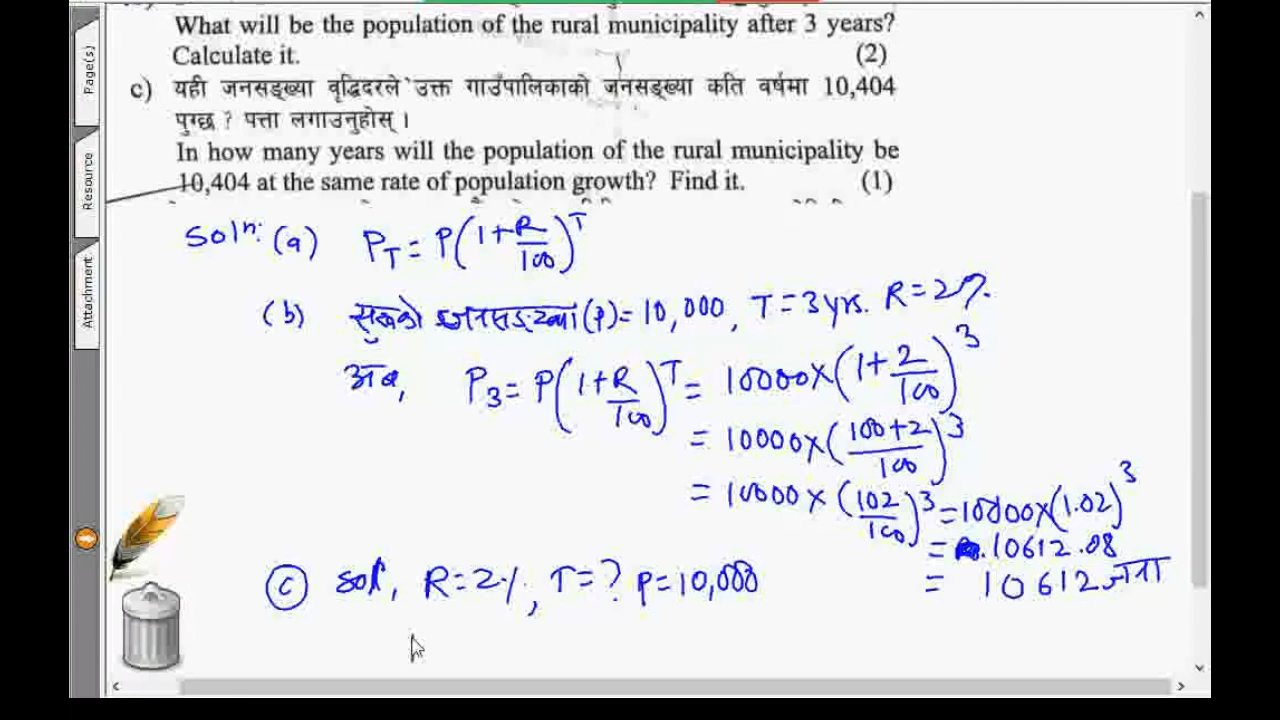 What will be the population of the rural municipality after 3 years?
Calculate it. (2)
c) यही जनसङ्ख्या वृद्धिदरले उक्त गाउँपालिकाको जनसङ्ख्या कति वर्षमा 10,404
पुग्छ ? पत्ता लगाउनुहोस् ।
In how many years will the population of the rural municipality be
10,404 at the same rate of population growth? Find it. (1)
Solⁿ: (a) P_T = P(1+R/100)^T
(b) सुरुको जनसङ्ख्या (P) = 10,000, T = 3 yrs. R = 2%.
अब, P_3 = P(1+R/100)^T = 10000×(1+2/100)^3
= 10000×(100+2/100)^3
= 10000×(102/100)^3 = 10000×(1.02)^3
= 10612.08
= 10612 जना
(c) Solⁿ, R = 2%, T = ? P = 10,000
Page(s)
Resource
Attachment